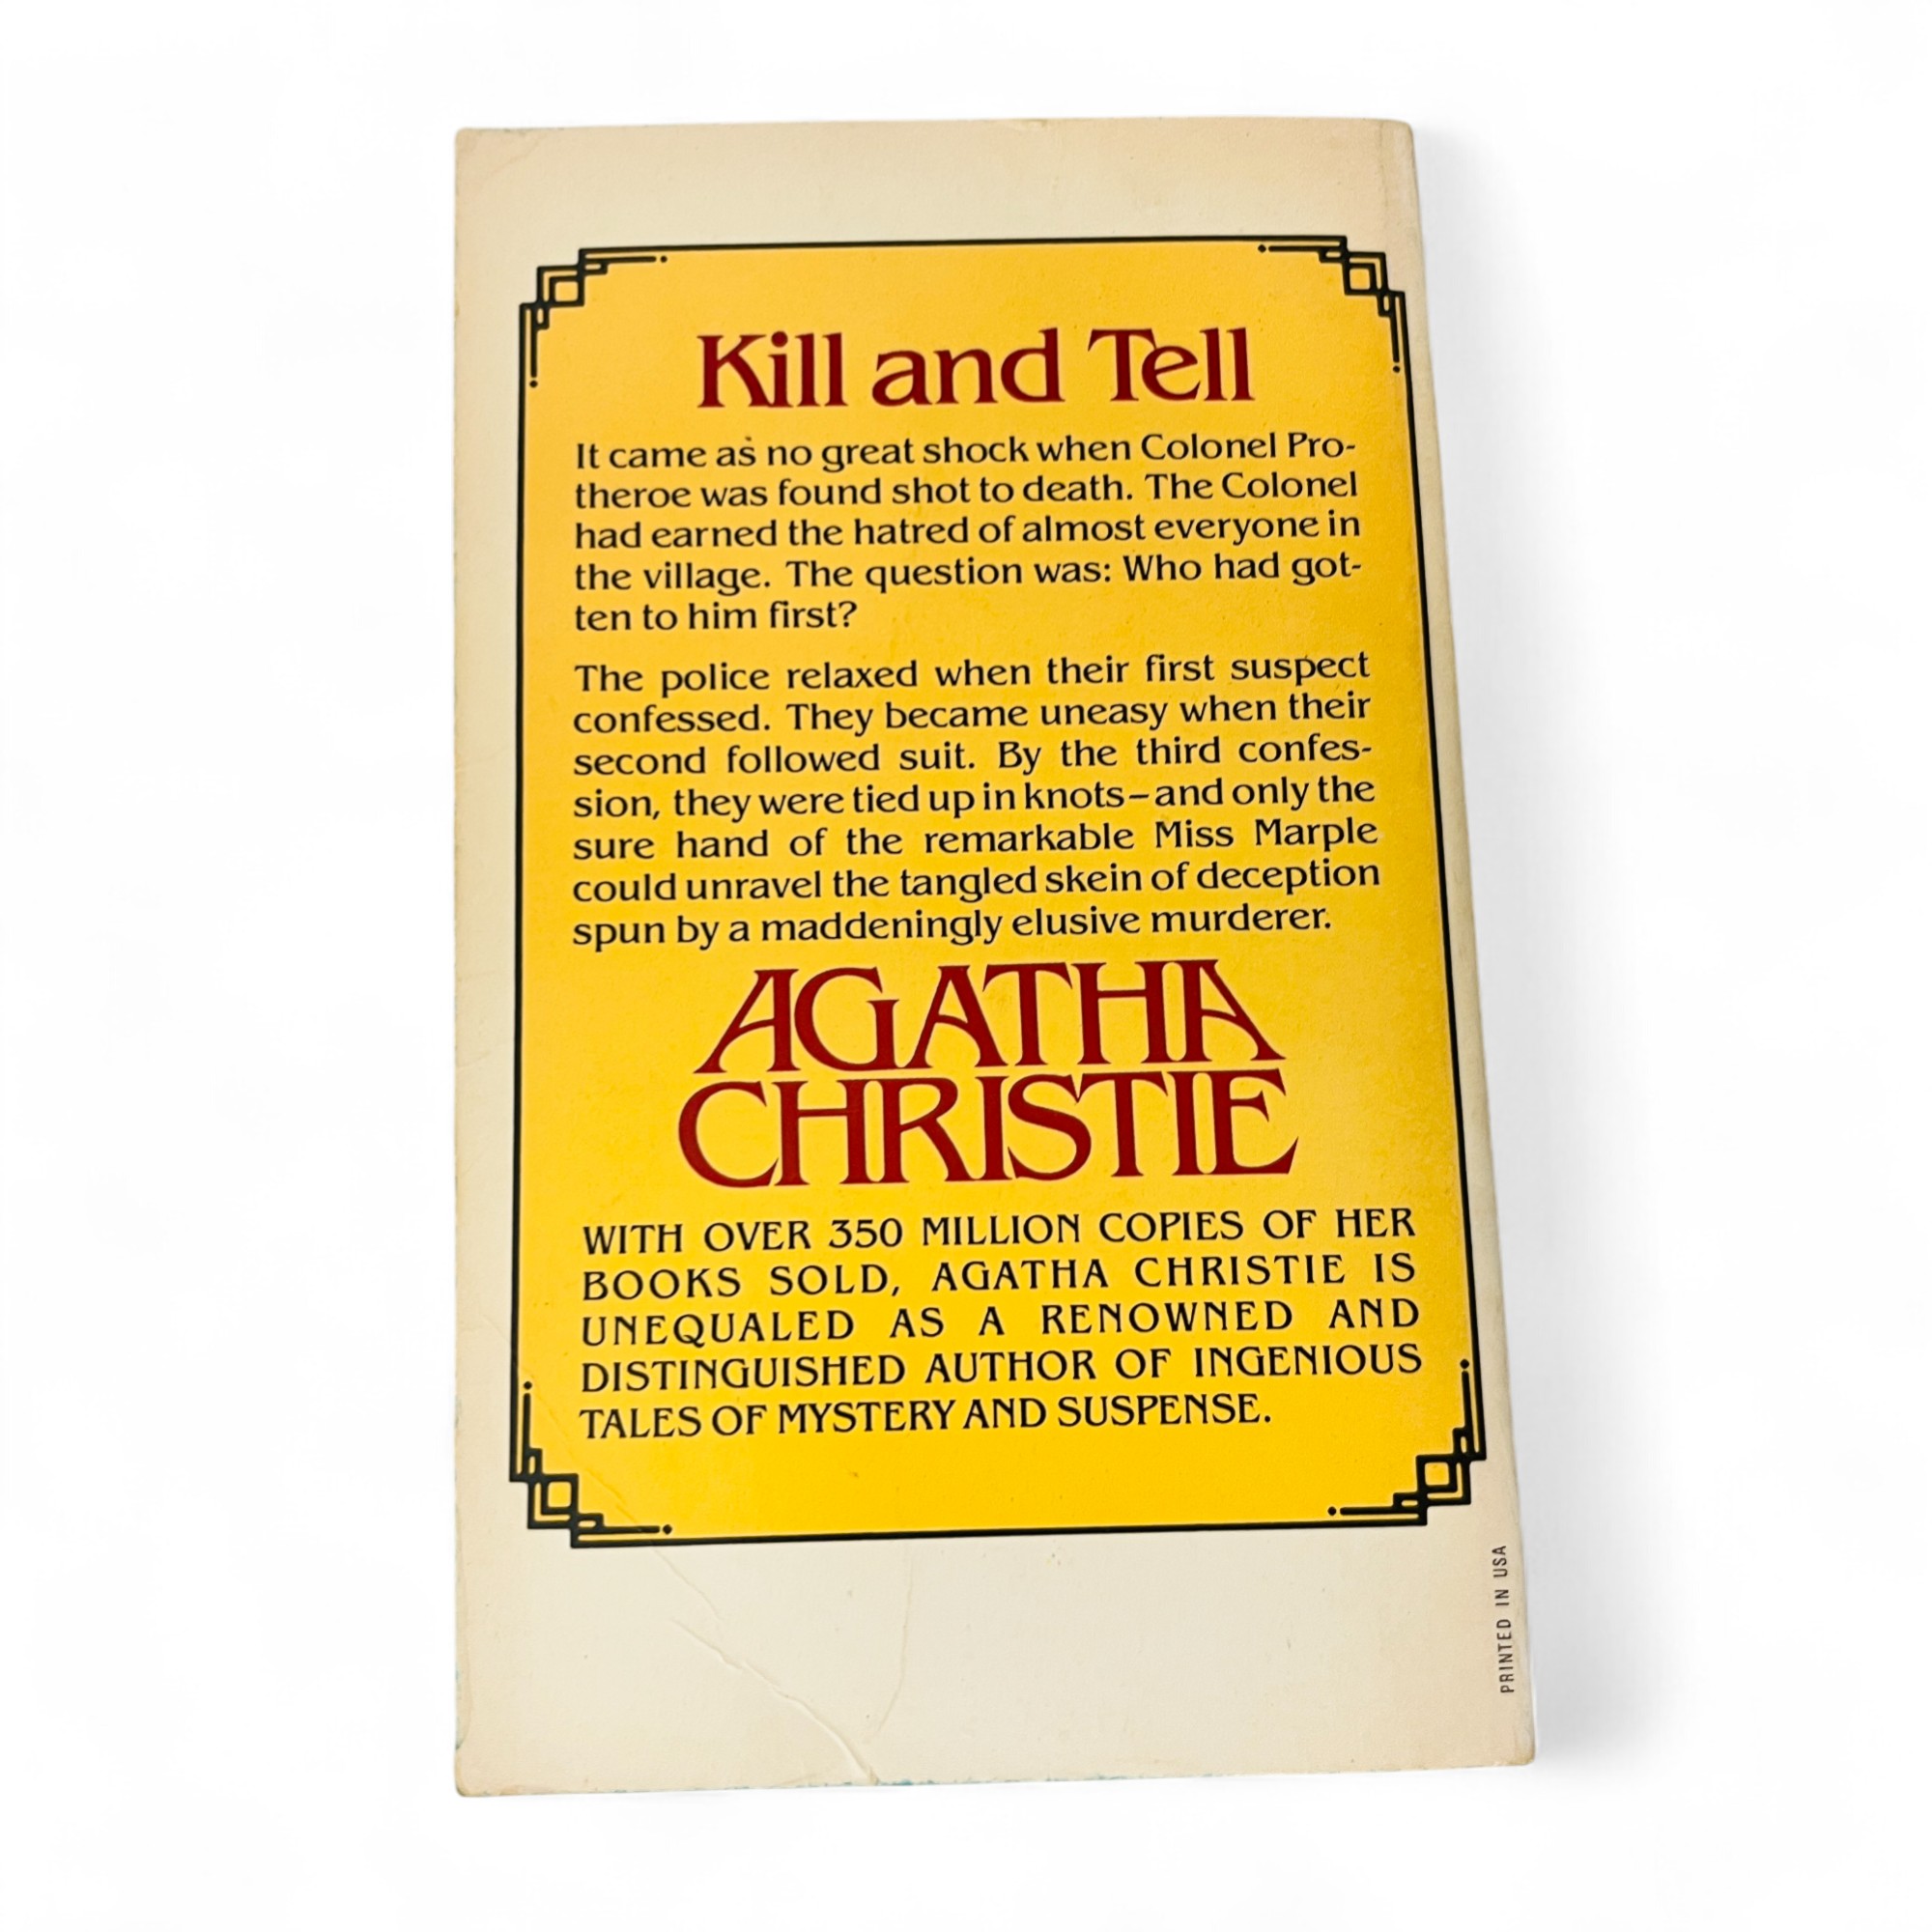 Kill and Tell
It came as no great shock when Colonel Pro-
theroe was found shot to death. The Colonel
had earned the hatred of almost everyone in
the village. The question was: Who had got-
ten to him first?
The police relaxed when their first suspect
confessed. They became uneasy when their
second followed suit. By the third confes-
sion, they were tied up in knots–and only the
sure hand of the remarkable Miss Marple
could unravel the tangled skein of deception
spun by a maddeningly elusive murderer.
AGATHA
CHRISTIE
WITH OVER 350 MILLION COPIES OF HER
BOOKS SOLD, AGATHA CHRISTIE IS
UNEQUALED AS A RENOWNED AND
DISTINGUISHED AUTHOR OF INGENIOUS
TALES OF MYSTERY AND SUSPENSE.
PRINTED IN USA